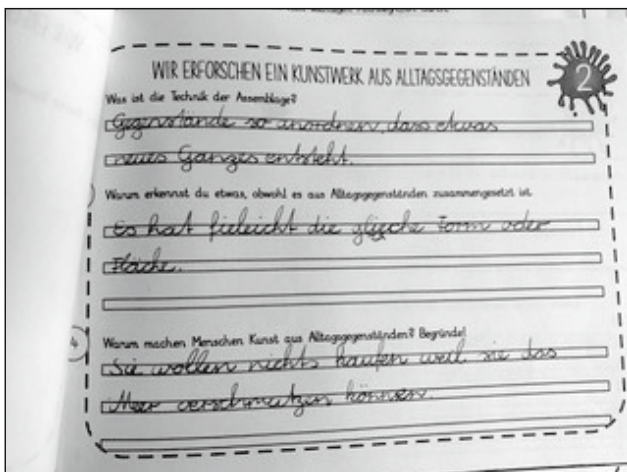 WIR ERFORSCHEN EIN KUNSTWERK AUS ALLTAGSGEGENSTÄNDEN
2
Was ist die Technik der Assemblage?
Gegenstände so anordnen, dass etwas
neues Ganzes entsteht.
Warum erkennst du etwas, obwohl es aus Alltagsgegenständen zusammengesetzt ist
Es hat fieleicht die gleiche Form oder
Fläche.
4
Warum machen Menschen Kunst aus Alltagsgegenständen? Begründe!
Sie wollen nichts kaufen weil sie das
Meer verschmutzen können.